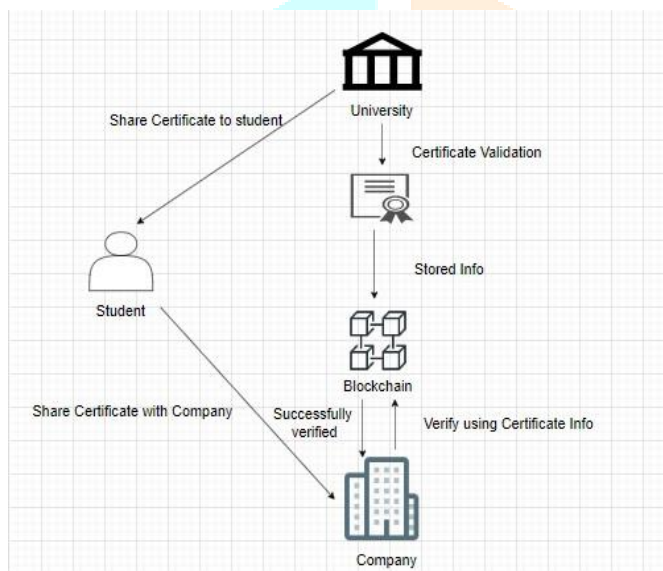 University
Share Certificate to student
Certificate Validation
Stored Info
Student
Blockchain
Share Certificate with Company
Successfully
verified
Verify using Certificate Info
Company